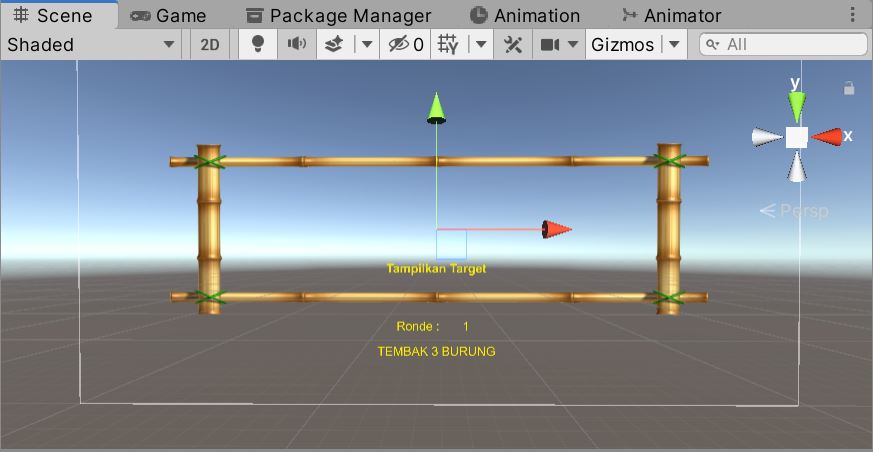 Scene Game Package Manager Animation Animator
Shaded 2D 0 Gizmos All
y
x
Persp
Tampilkan Target
Ronde : 1
TEMBAK 3 BURUNG